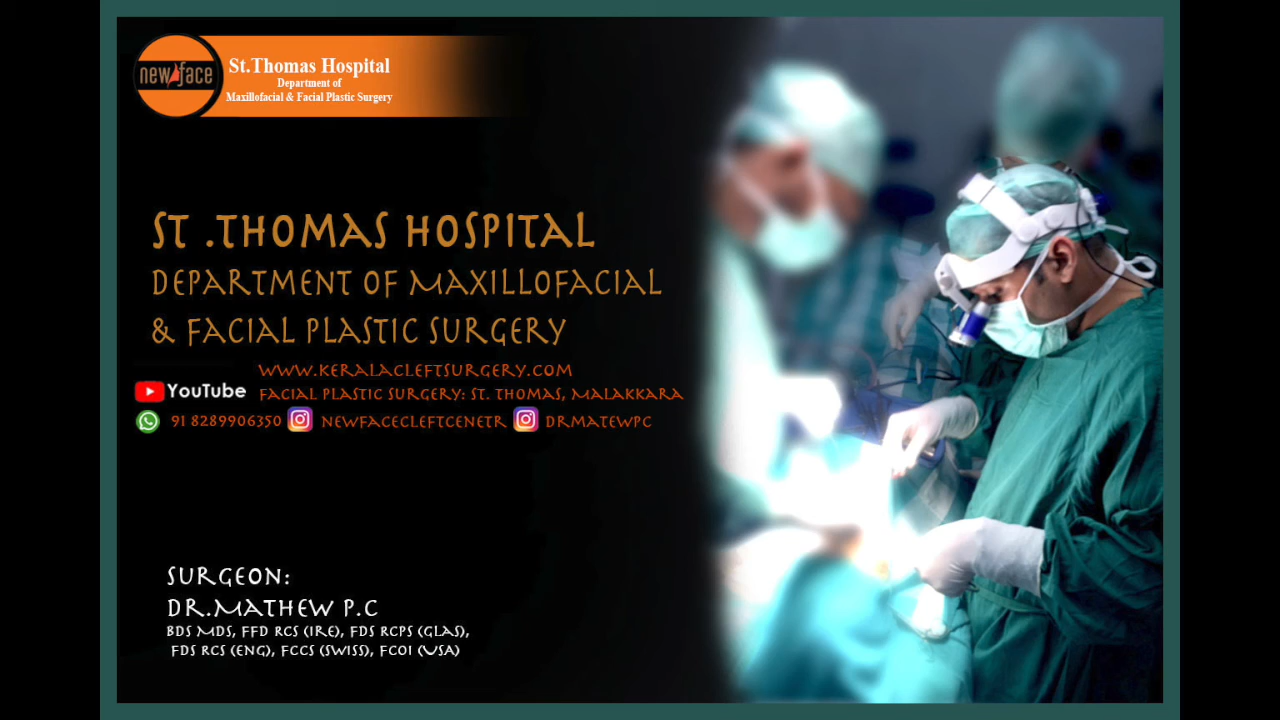 new face
St.Thomas Hospital
Department of
Maxillofacial & Facial Plastic Surgery
ST .THOMAS HOSPITAL
DEPARTMENT OF MAXILLOFACIAL
& FACIAL PLASTIC SURGERY
WWW.KERALACLEFTSURGERY.COM
YouTube FACIAL PLASTIC SURGERY: ST. THOMAS, MALAKKARA
91 8289906350 NEWFACECLEFTCENETR DRMATEWPC
SURGEON:
DR.MATHEW P.C
BDS MDS, FFD RCS (IRE), FDS RCPS (GLAS),
FDS RCS (ENG), FCCS (SWISS), FCOI (USA)